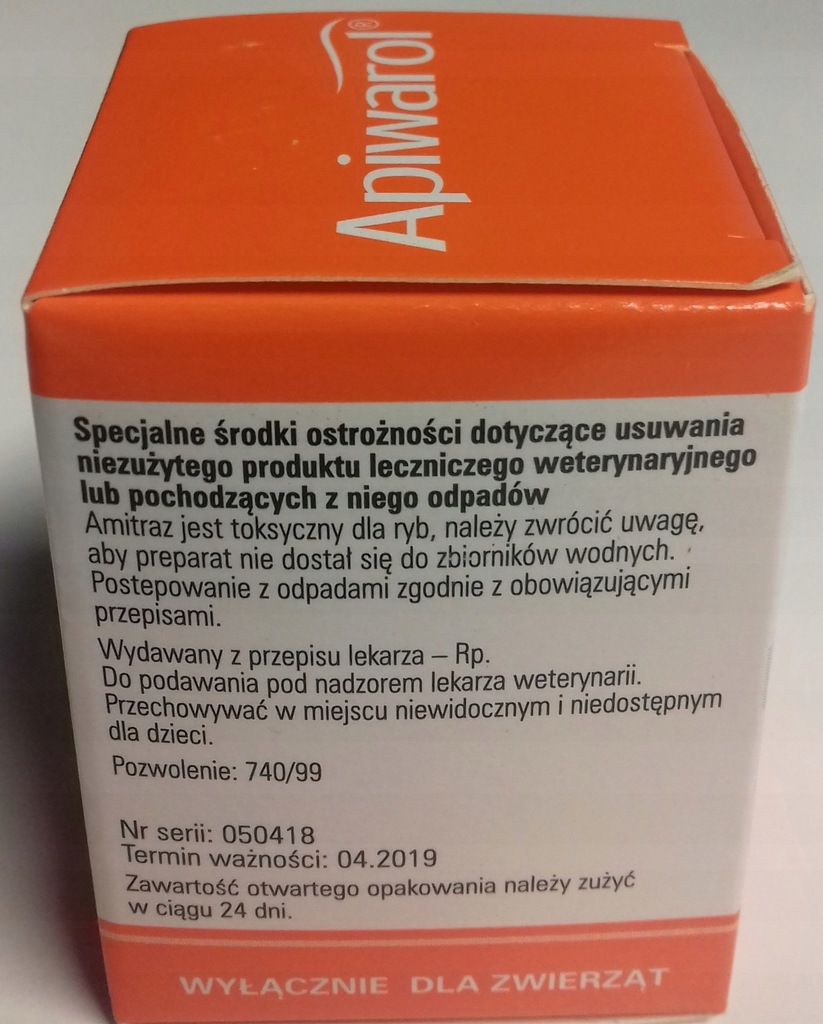 Apiwarol®
Specjalne środki ostrożności dotyczące usuwania
niezużytego produktu leczniczego weterynaryjnego
lub pochodzących z niego odpadów
Amitraz jest toksyczny dla ryb, należy zwrócić uwagę,
aby preparat nie dostał się do zbiorników wodnych.
Postepowanie z odpadami zgodnie z obowiązującymi
przepisami.
Wydawany z przepisu lekarza – Rp.
Do podawania pod nadzorem lekarza weterynarii.
Przechowywać w miejscu niewidocznym i niedostępnym
dla dzieci.
Pozwolenie: 740/99
Nr serii: 050418
Termin ważności: 04.2019
Zawartość otwartego opakowania należy zużyć
w ciągu 24 dni.
WYŁĄCZNIE DLA ZWIERZĄT